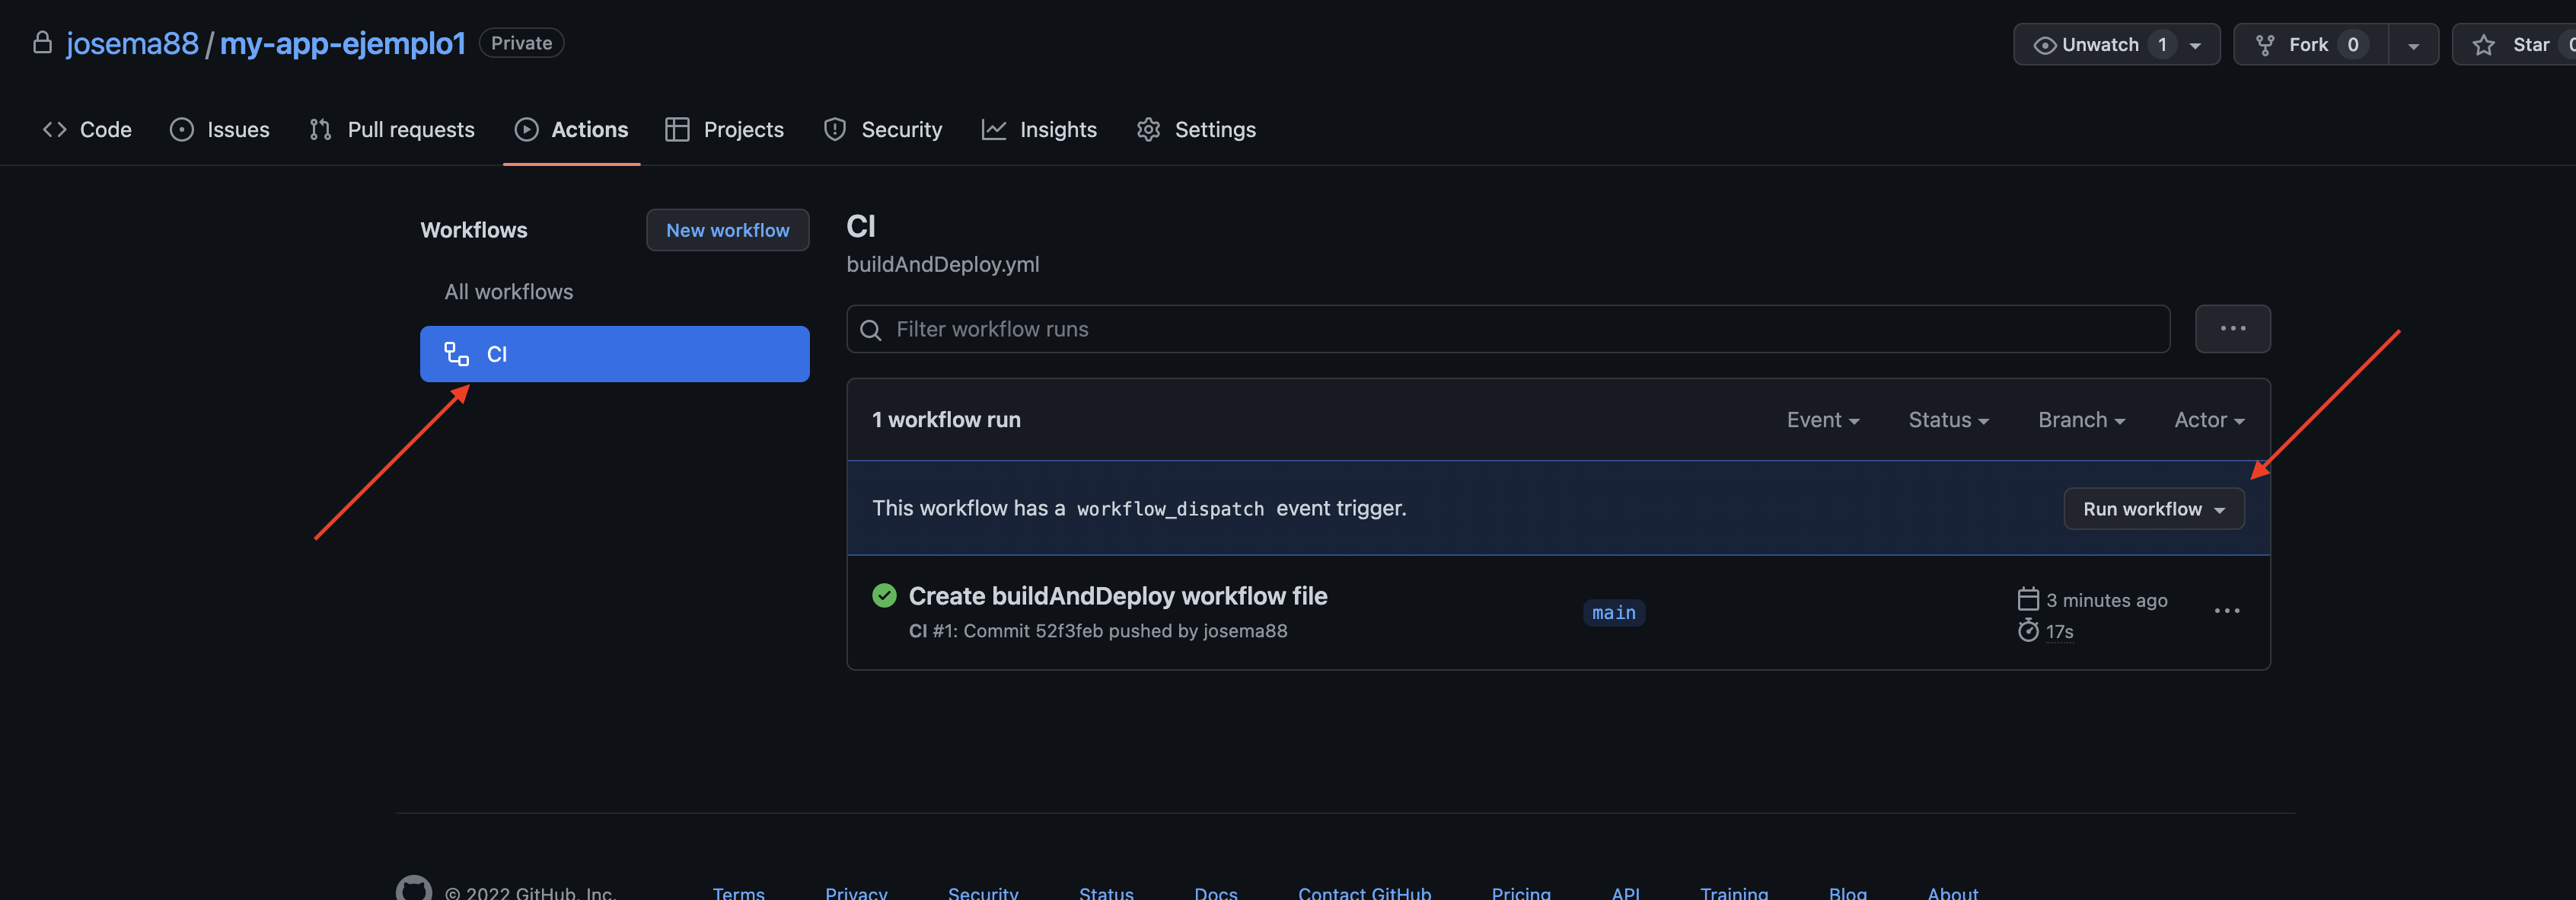 josema88 / my-app-ejemplo1 Private Unwatch 1 Fork 0 Star
Code Issues Pull requests Actions Projects Security Insights Settings
Workflows New workflow
All workflows
CI
CI
buildAndDeploy.yml
Filter workflow runs
1 workflow run Event Status Branch Actor
This workflow has a workflow_dispatch event trigger. Run workflow
Create buildAndDeploy workflow file main 3 minutes ago
CI #1: Commit 52f3feb pushed by josema88 17s
© 2022 GitHub, Inc. Terms Privacy Security Status Docs Contact GitHub Pricing API Training Blog About